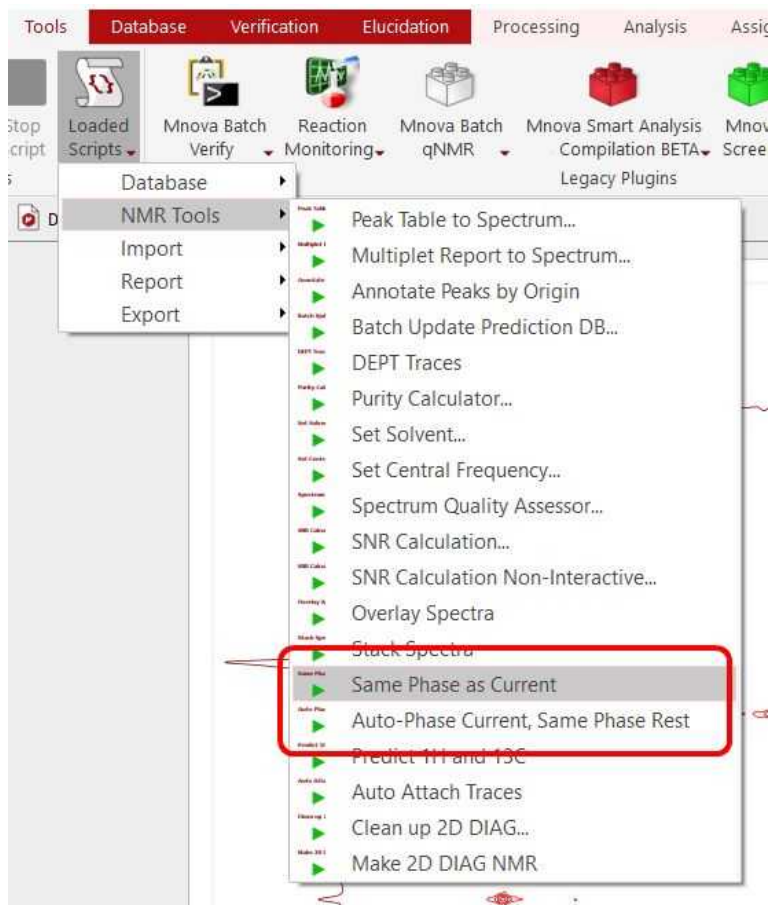 Tools Database Verification Elucidation Processing Analysis
Stop Loaded Mnova Batch Reaction Mnova Batch Mnova Smart Analysis
Scripts Verify Monitoring qNMR Compilation BETA
Legacy Plugins
Database
NMR Tools
Import
Report
Export
Peak Table to Spectrum...
Multiplet Report to Spectrum...
Annotate Peaks by Origin
Batch Update Prediction DB...
DEPT Traces
Purity Calculator...
Set Solvent...
Set Central Frequency...
Spectrum Quality Assessor...
SNR Calculation...
SNR Calculation Non-Interactive...
Overlay Spectra
Stack Spectra
Same Phase as Current
Auto-Phase Current, Same Phase Rest
Predict 1H and 13C
Auto Attach Traces
Clean up 2D DIAG...
Make 2D DIAG NMR